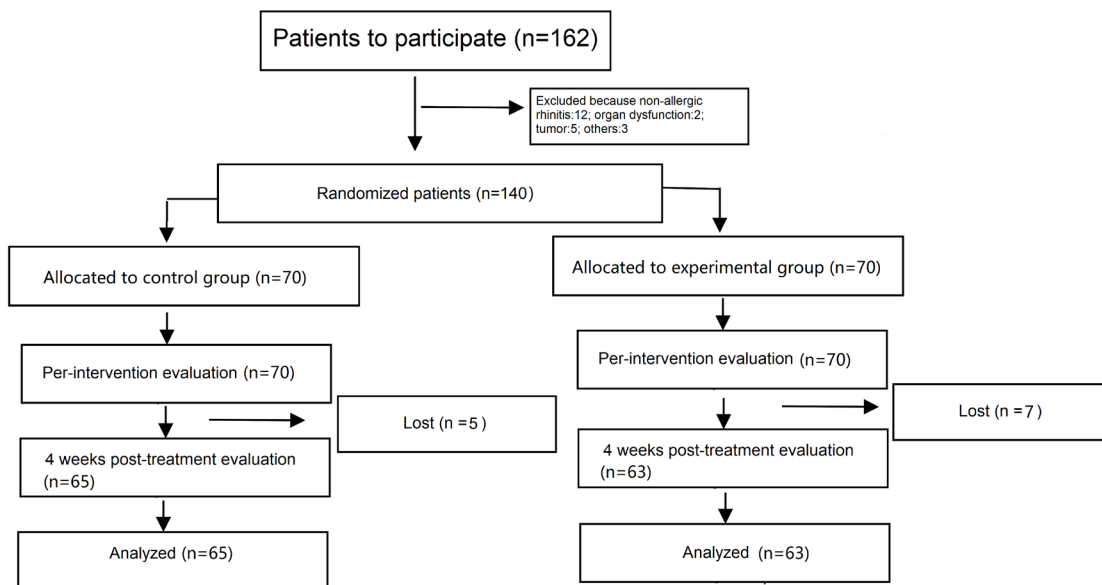 Patients to participate (n=162)
Excluded because non-allergic
rhinitis:12; organ dysfunction:2;
tumor:5; others:3
Randomized patients (n=140)
Allocated to control group (n=70)
Allocated to experimental group (n=70)
Per-intervention evaluation (n=70)
Per-intervention evaluation (n=70)
Lost (n =5 )
Lost (n =7 )
4 weeks post-treatment evaluation
(n=65)
4 weeks post-treatment evaluation
(n=63)
Analyzed (n=65)
Analyzed (n=63)